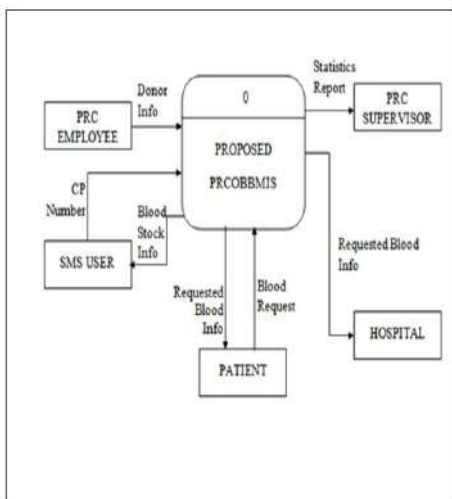 Donor
Info
PRC
EMPLOYEE
0
PROPOSED
PRCOBBMIS
Statistics
Report
PRC
SUPERVISOR
CP
Number
Blood
Stock
Info
SMS USER
Requested
Blood
Info
Blood
Request
PATIENT
Requested Blood
Info
HOSPITAL